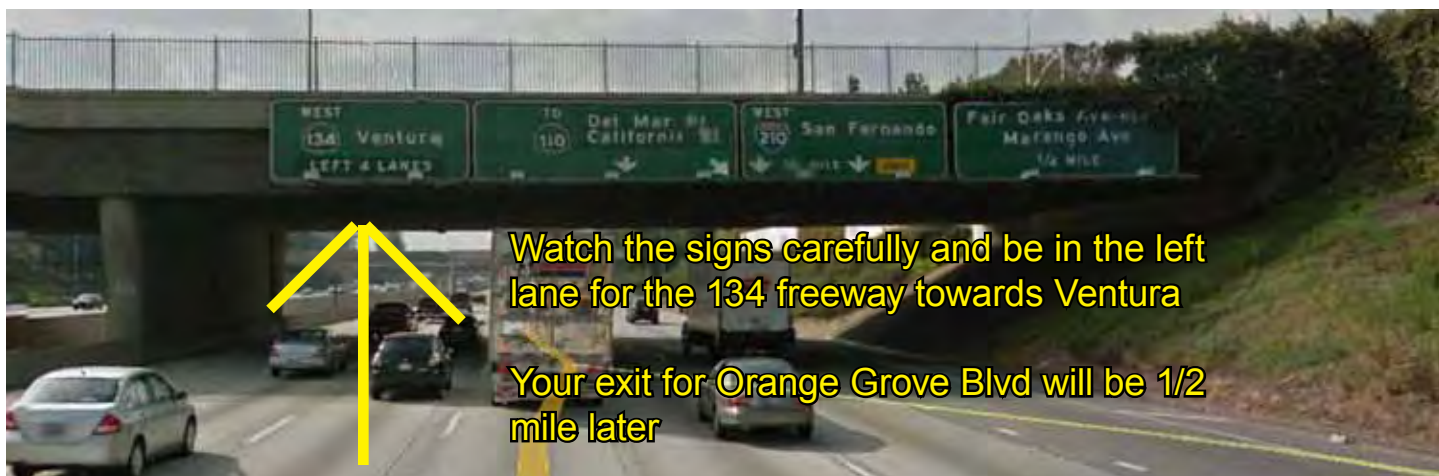 WEST
134 Ventura
LEFT 4 LANES
TO
110
Del Mar Bl
California Bl
WEST
210 San Fernando
Fair Oaks Avenue
Marengo Ave
1/2 MILE
Watch the signs carefully and be in the left
lane for the 134 freeway towards Ventura
Your exit for Orange Grove Blvd will be 1/2
mile later